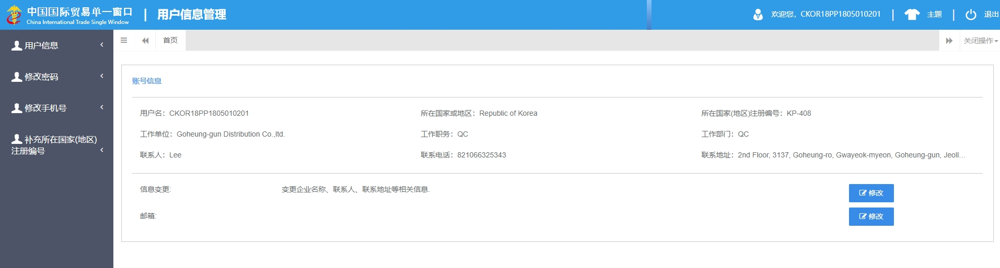 中国国际贸易单一窗口 | 用户信息管理
China International Trade Single Window
欢迎您，CKOR18PP1805010201 | 主题 | 退出
用户信息
修改密码
修改手机号
补充所在国家(地区)
注册编号
首页
关闭操作
账号信息
用户名：CKOR18PP1805010201
所在国家或地区：Republic of Korea
所在国家(地区)注册编号：KP-408
工作单位：Goheung-gun Distribution Co.,ltd.
工作职务：QC
工作部门：QC
联系人：Lee
联系电话：821066325343
联系地址：2nd Floor, 3137, Goheung-ro, Gwayeok-myeon, Goheung-gun, Jeoll...
信息变更:
变更企业名称、联系人、联系地址等相关信息.
修改
邮箱:
修改